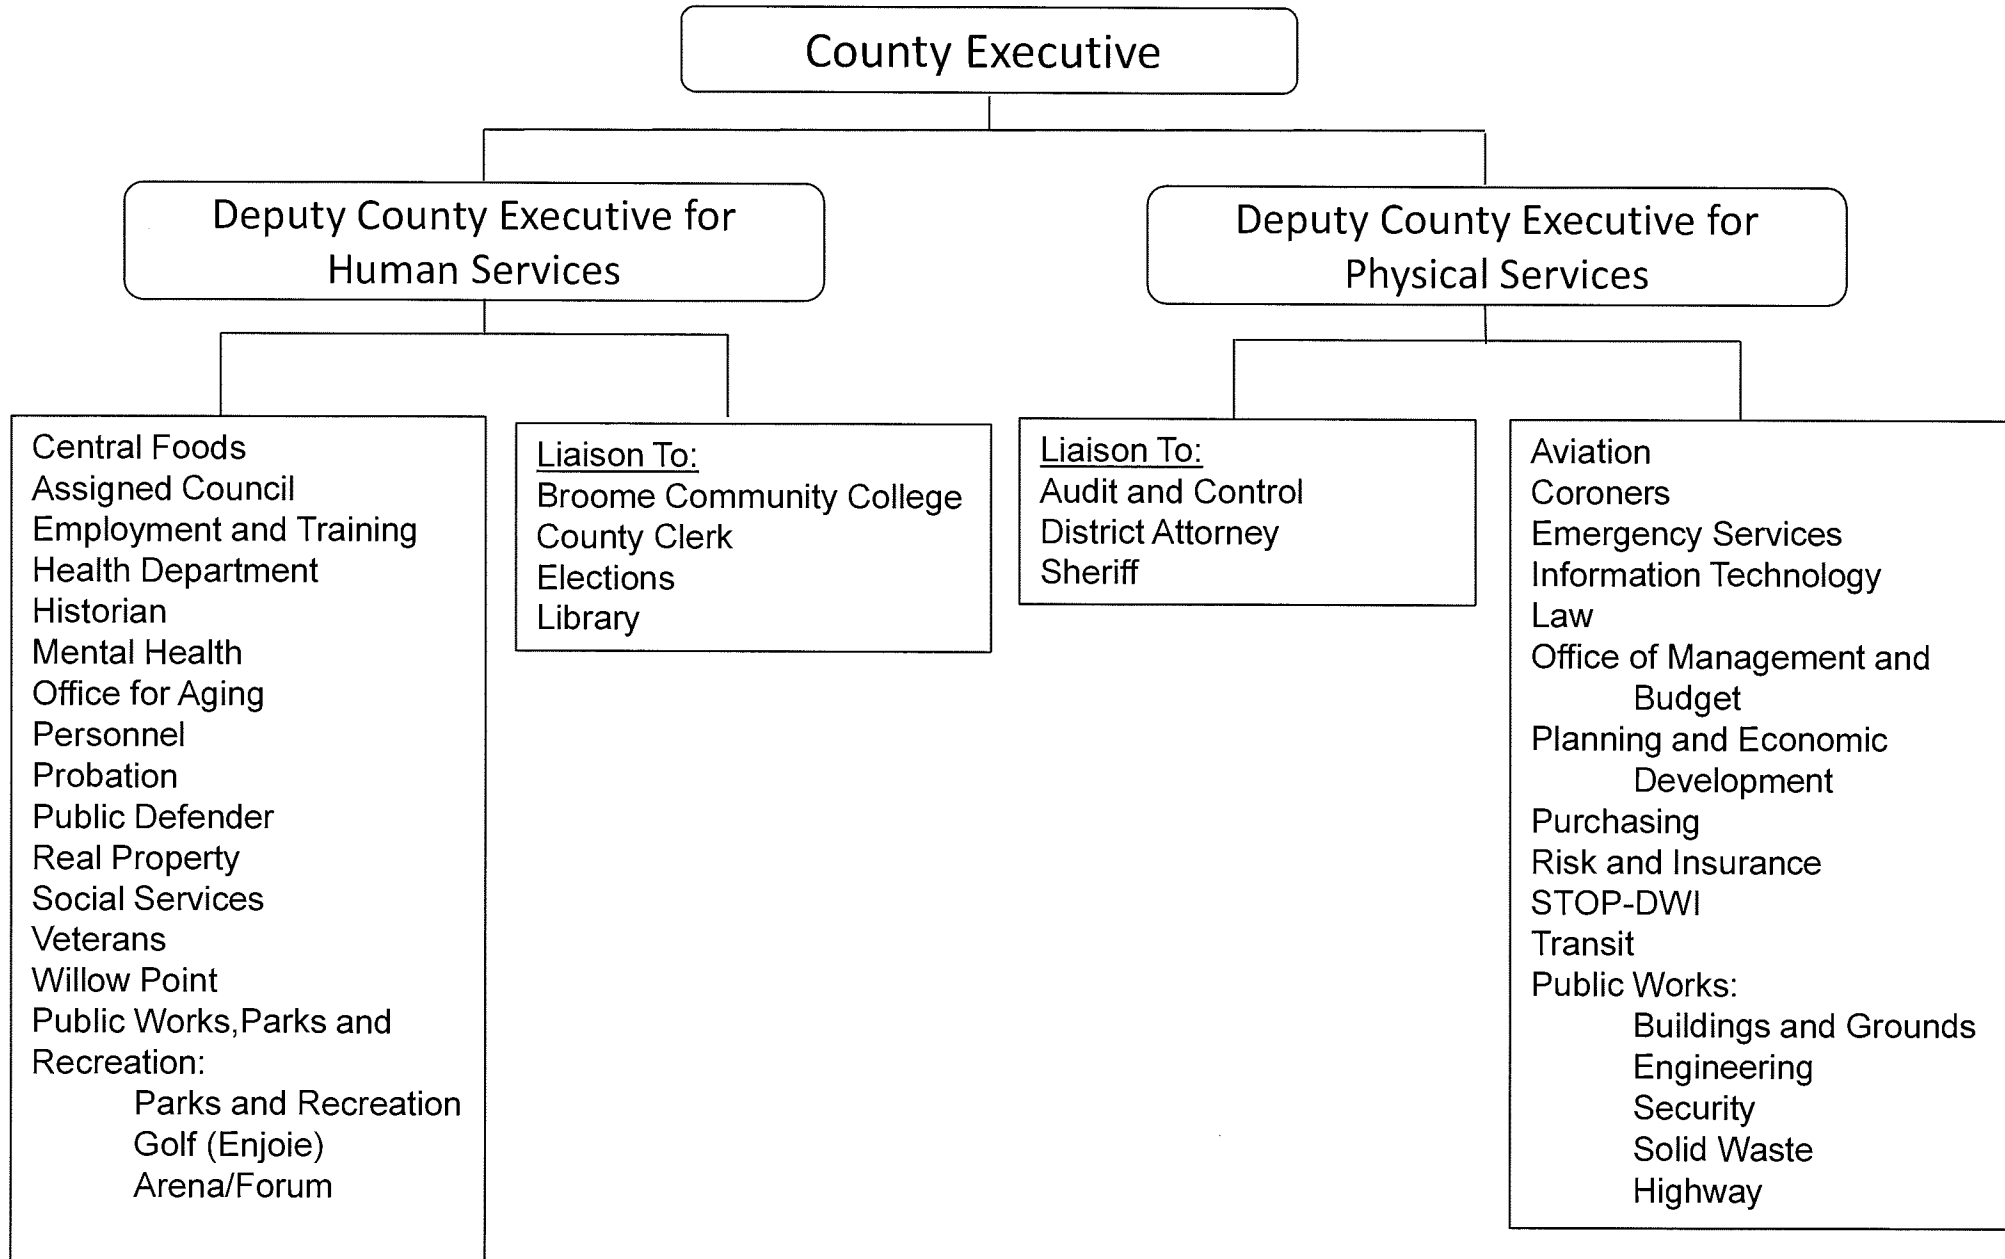 County Executive
Deputy County Executive for
Human Services
Deputy County Executive for
Physical Services
Central Foods
Assigned Council
Employment and Training
Health Department
Historian
Mental Health
Office for Aging
Personnel
Probation
Public Defender
Real Property
Social Services
Veterans
Willow Point
Public Works,Parks and
Recreation:
Parks and Recreation
Golf (Enjoie)
Arena/Forum
Liaison To:
Broome Community College
County Clerk
Elections
Library
Liaison To:
Audit and Control
District Attorney
Sheriff
Aviation
Coroners
Emergency Services
Information Technology
Law
Office of Management and
Budget
Planning and Economic
Development
Purchasing
Risk and Insurance
STOP-DWI
Transit
Public Works:
Buildings and Grounds
Engineering
Security
Solid Waste
Highway